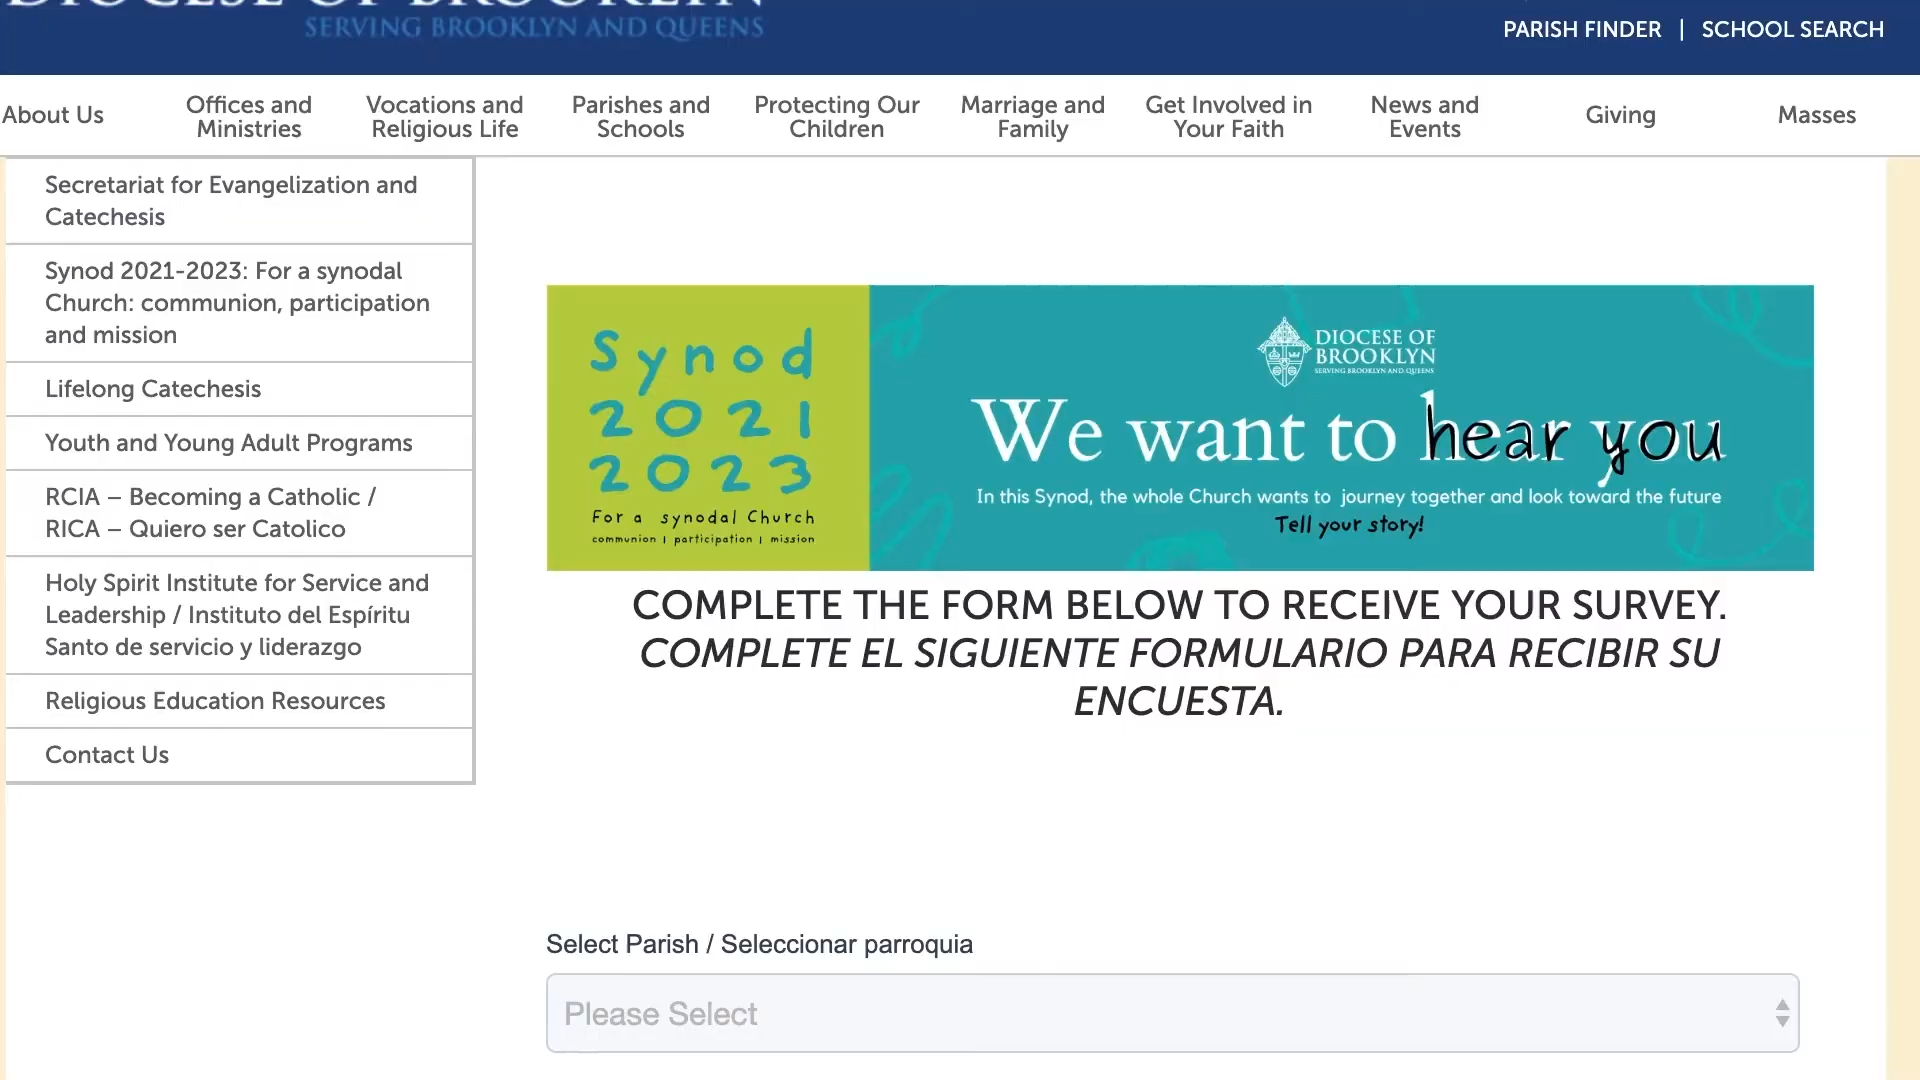 DIOCESE OF BROOKLYN
SERVING BROOKLYN AND QUEENS
PARISH FINDER | SCHOOL SEARCH
About Us
Offices and
Ministries
Vocations and
Religious Life
Parishes and
Schools
Protecting Our
Children
Marriage and
Family
Get Involved in
Your Faith
News and
Events
Giving
Masses
Secretariat for Evangelization and
Catechesis
Synod 2021-2023: For a synodal
Church: communion, participation
and mission
Lifelong Catechesis
Youth and Young Adult Programs
RCIA – Becoming a Catholic /
RICA – Quiero ser Catolico
Holy Spirit Institute for Service and
Leadership / Instituto del Espíritu
Santo de servicio y liderazgo
Religious Education Resources
Contact Us
Synod
2021
2023
For a synodal Church
communion | participation | mission
DIOCESE OF
BROOKLYN
SERVING BROOKLYN AND QUEENS
We want to hear you
In this Synod, the whole Church wants to journey together and look toward the future
Tell your story!
COMPLETE THE FORM BELOW TO RECEIVE YOUR SURVEY.
COMPLETE EL SIGUIENTE FORMULARIO PARA RECIBIR SU
ENCUESTA.
Select Parish / Seleccionar parroquia
Please Select